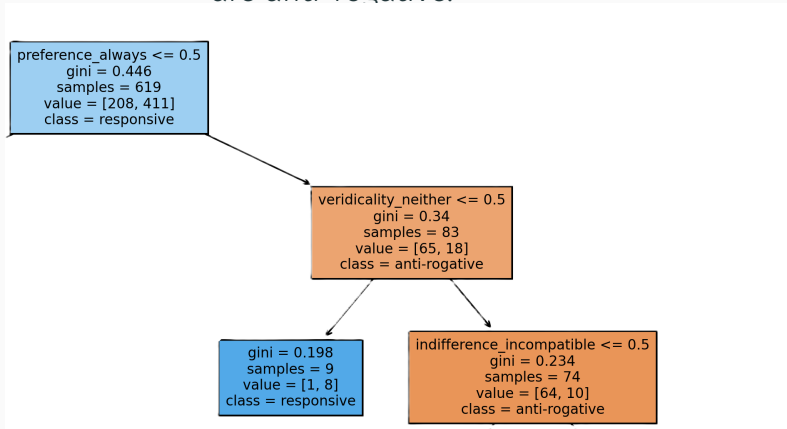 preference_always <= 0.5
gini = 0.446
samples = 619
value = [208, 411]
class = responsive
veridicality_neither <= 0.5
gini = 0.34
samples = 83
value = [65, 18]
class = anti-rogative
gini = 0.198
samples = 9
value = [1, 8]
class = responsive
indifference_incompatible <= 0.5
gini = 0.234
samples = 74
value = [64, 10]
class = anti-rogative